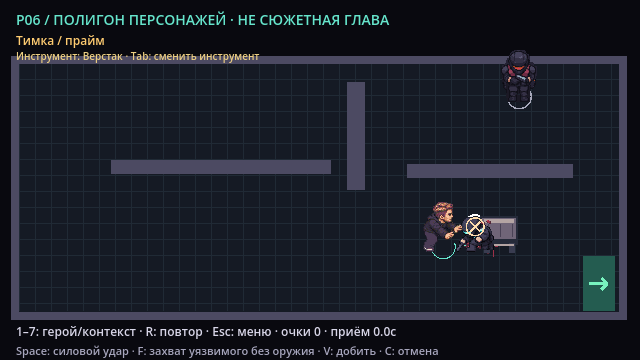 P06 / ПОЛИГОН ПЕРСОНАЖЕЙ · НЕ СЮЖЕТНАЯ ГЛАВА
Тимка / прайм
Инструмент: Верстак · Tab: сменить инструмент
1–7: герой/контекст · R: повтор · Esc: меню · очки 0 · приём 0.0с
Space: силовой удар · F: захват уязвимого без оружия · V: добить · C: отмена